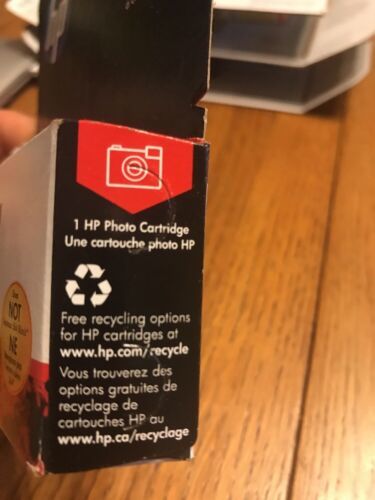 1 HP Photo Cartridge
Une cartouche photo HP
Free recycling options
for HP cartridges at
www.hp.com/recycle
Vous trouverez des
options gratuites de
recyclage de
cartouches HP au
www.hp.ca/recyclage
NOT
NE